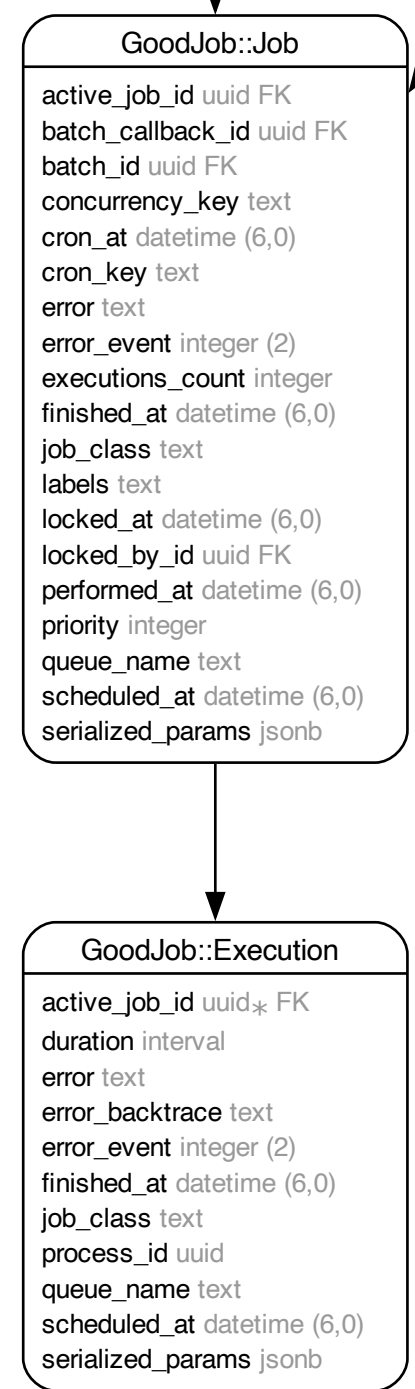 GoodJob::Job
active_job_id uuid FK
batch_callback_id uuid FK
batch_id uuid FK
concurrency_key text
cron_at datetime (6,0)
cron_key text
error text
error_event integer (2)
executions_count integer
finished_at datetime (6,0)
job_class text
labels text
locked_at datetime (6,0)
locked_by_id uuid FK
performed_at datetime (6,0)
priority integer
queue_name text
scheduled_at datetime (6,0)
serialized_params jsonb
GoodJob::Execution
active_job_id uuid∗ FK
duration interval
error text
error_backtrace text
error_event integer (2)
finished_at datetime (6,0)
job_class text
process_id uuid
queue_name text
scheduled_at datetime (6,0)
serialized_params jsonb